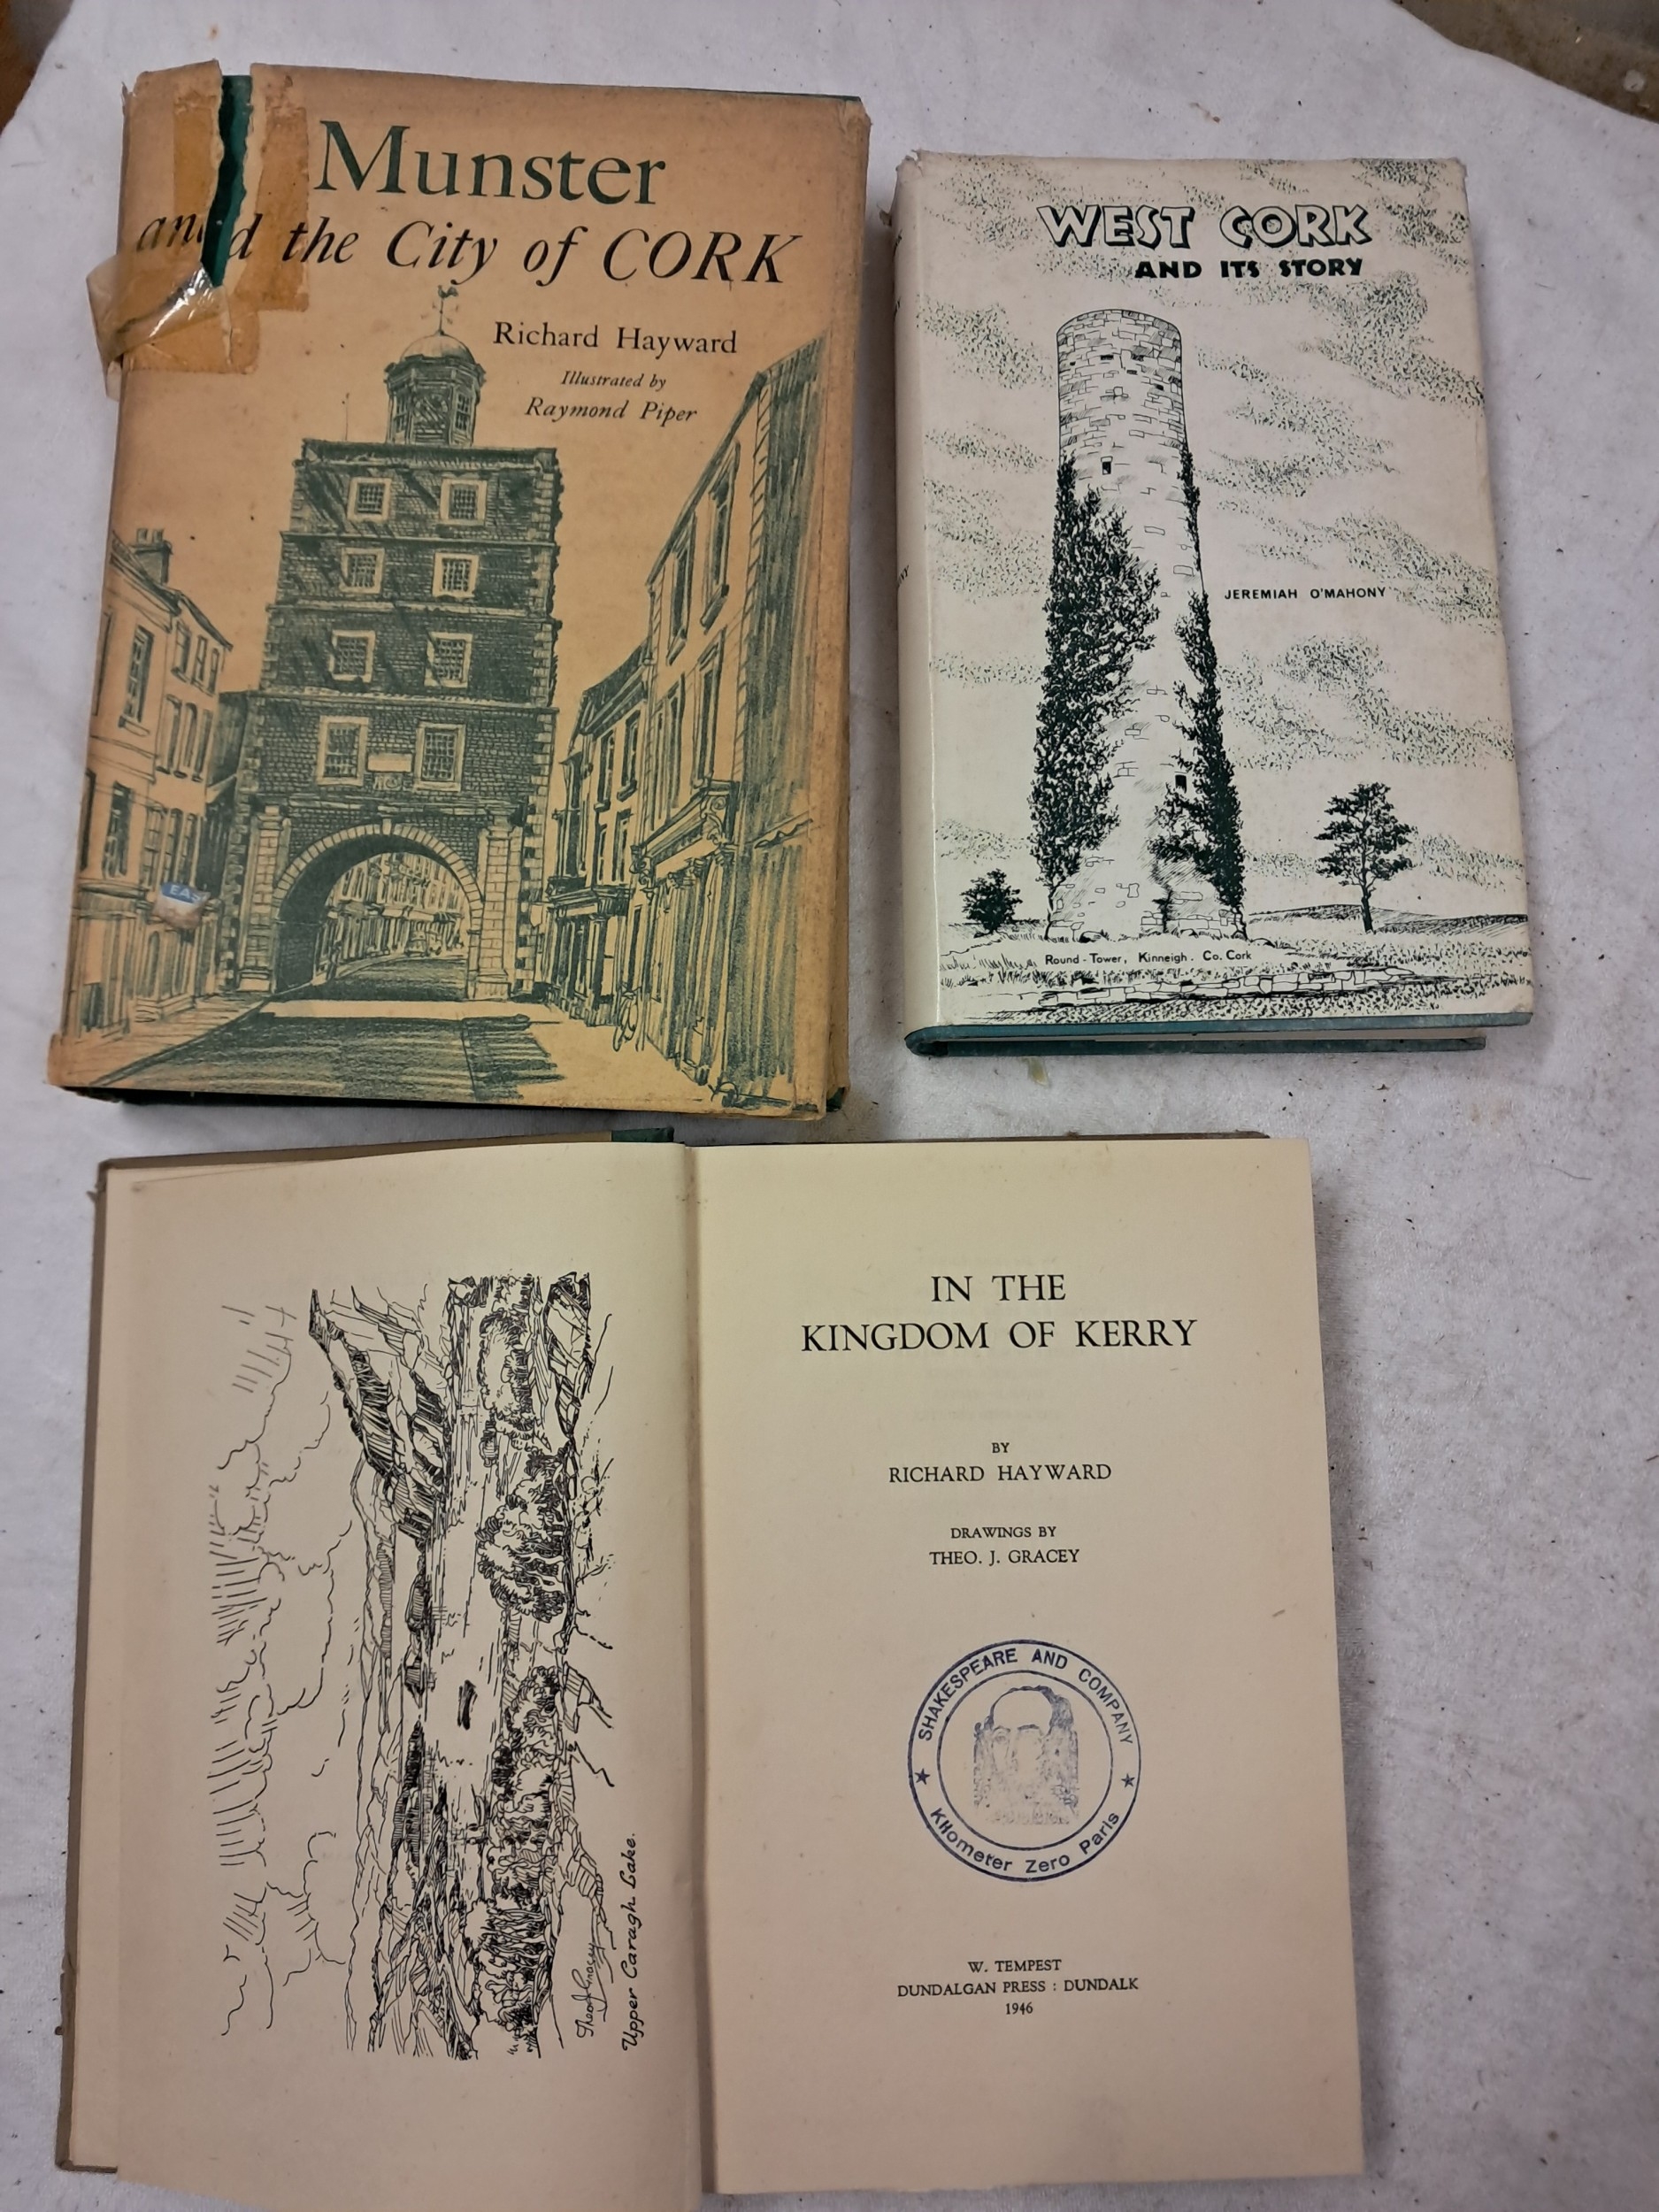 Munster
and the City of CORK
Richard Hayward
Illustrated by
Raymond Piper
WEST CORK
AND ITS STORY
JEREMIAH O'MAHONY
Round-Tower, Kinneigh. Co. Cork
IN THE
KINGDOM OF KERRY
BY
RICHARD HAYWARD
DRAWINGS BY
THEO. J. GRACEY
SHAKESPEARE AND COMPANY
Kilometer Zero Paris
W. TEMPEST
DUNDALGAN PRESS : DUNDALK
1946
Theo J Gracey
Upper Caragh Lake.